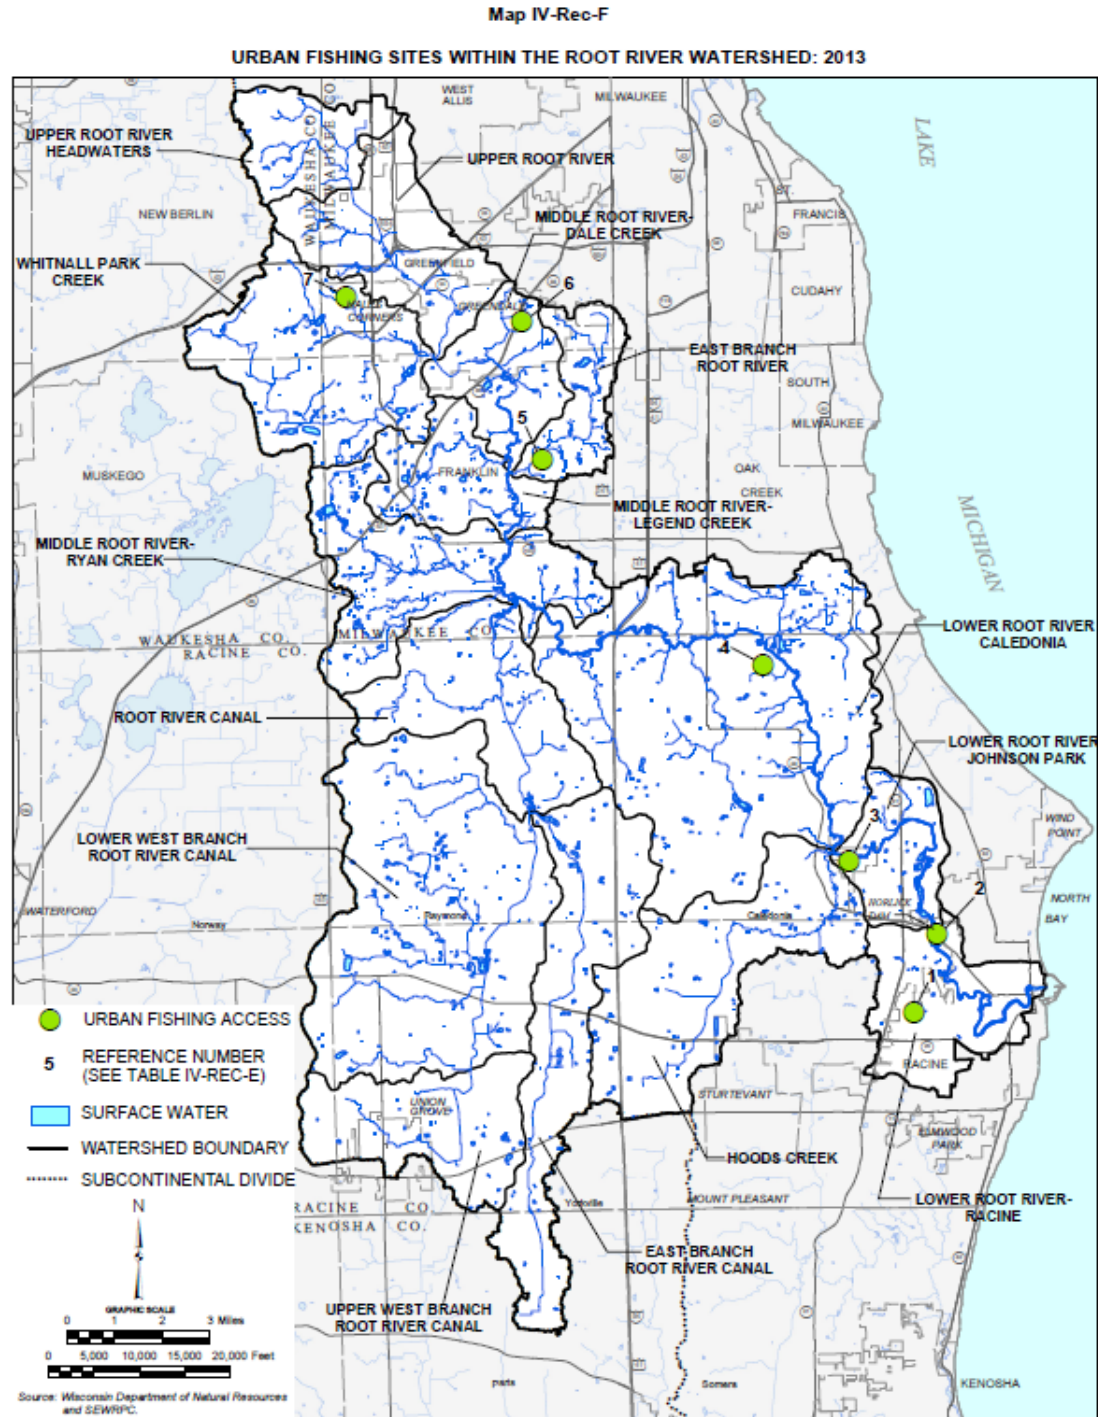 Map IV-Rec-F
URBAN FISHING SITES WITHIN THE ROOT RIVER WATERSHED: 2013
WEST
ALLIS
MILWAUKEE
LAKE
UPPER ROOT RIVER
HEADWATERS
WAUKESHA CO.
MILWAUKEE CO.
UPPER ROOT RIVER
ST.
FRANCIS
NEW BERLIN
MIDDLE ROOT RIVER-
DALE CREEK
WHITNALL PARK
CREEK
GREENFIELD
7
6
CUDAHY
HALES
CORNERS
GREENDALE
EAST BRANCH
ROOT RIVER
SOUTH
MILWAUKEE
5
MUSKEGO
FRANKLIN
OAK
CREEK
MICHIGAN
MIDDLE ROOT RIVER-
LEGEND CREEK
MIDDLE ROOT RIVER-
RYAN CREEK
WAUKESHA CO.
MILWAUKEE CO.
RACINE CO.
LOWER ROOT RIVER
CALEDONIA
4
ROOT RIVER CANAL
LOWER ROOT RIVER
JOHNSON PARK
LOWER WEST BRANCH
ROOT RIVER CANAL
3
WIND
POINT
2
NORTH
BAY
WATERFORD
Norway
Raymond
Caledonia
HORLICK
DAM
1
URBAN FISHING ACCESS
5
REFERENCE NUMBER
(SEE TABLE IV-REC-E)
SURFACE WATER
WATERSHED BOUNDARY
SUBCONTINENTAL DIVIDE
RACINE
UNION
GROVE
STURTEVANT
ELMWOOD
PARK
HOODS CREEK
Yorkville
MOUNT PLEASANT
LOWER ROOT RIVER-
RACINE
RACINE CO.
KENOSHA CO.
EAST BRANCH
ROOT RIVER CANAL
UPPER WEST BRANCH
ROOT RIVER CANAL
N
GRAPHIC SCALE
0 1 2 3 Miles
0 5,000 10,000 15,000 20,000 Feet
Source: Wisconsin Department of Natural Resources
and SEWRPC.
Paris
Somers
KENOSHA